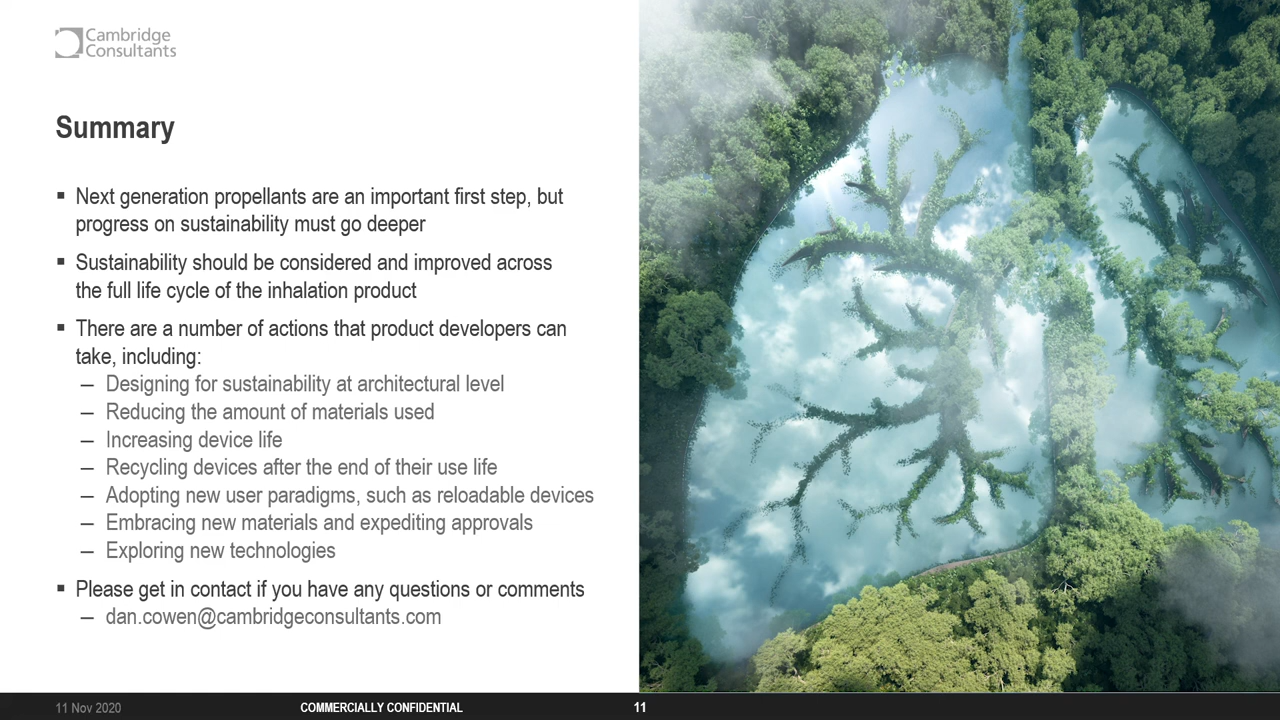 Cambridge
Consultants
Summary
▪ Next generation propellants are an important first step, but
progress on sustainability must go deeper
▪ Sustainability should be considered and improved across
the full life cycle of the inhalation product
▪ There are a number of actions that product developers can
take, including:
– Designing for sustainability at architectural level
– Reducing the amount of materials used
– Increasing device life
– Recycling devices after the end of their use life
– Adopting new user paradigms, such as reloadable devices
– Embracing new materials and expediting approvals
– Exploring new technologies
▪ Please get in contact if you have any questions or comments
– dan.cowen@cambridgeconsultants.com
11 Nov 2020 COMMERCIALLY CONFIDENTIAL 11